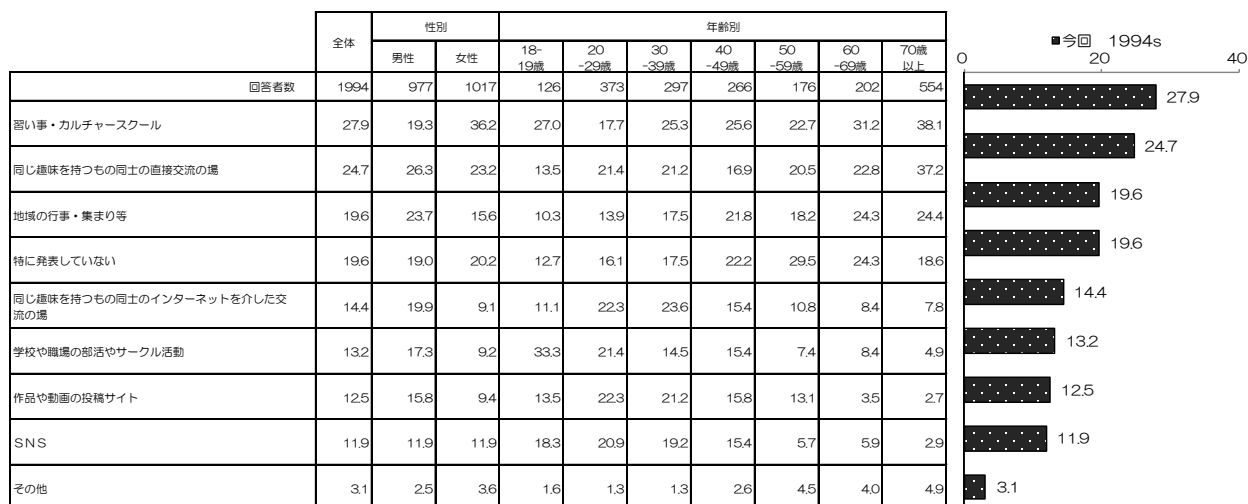 全体 性別 年齢別
男性 女性 18-19歳 20-29歳 30-39歳 40-49歳 50-59歳 60-69歳 70歳以上
回答者数 1994 977 1017 126 373 297 266 176 202 554
習い事・カルチャースクール 27.9 19.3 36.2 27.0 17.7 25.3 25.6 22.7 31.2 38.1
同じ趣味を持つもの同士の直接交流の場 24.7 26.3 23.2 13.5 21.4 21.2 16.9 20.5 22.8 37.2
地域の行事・集まり等 19.6 23.7 15.6 10.3 13.9 17.5 21.8 18.2 24.3 24.4
特に発表していない 19.6 19.0 20.2 12.7 16.1 17.5 22.2 29.5 24.3 18.6
同じ趣味を持つもの同士のインターネットを介した交
流の場 14.4 19.9 9.1 11.1 22.3 23.6 15.4 10.8 8.4 7.8
学校や職場の部活やサークル活動 13.2 17.3 9.2 33.3 21.4 14.5 15.4 7.4 8.4 4.9
作品や動画の投稿サイト 12.5 15.8 9.4 13.5 22.3 21.2 15.8 13.1 3.5 2.7
ＳＮＳ 11.9 11.9 11.9 18.3 20.9 19.2 15.4 5.7 5.9 2.9
その他 3.1 2.5 3.6 1.6 1.3 1.3 2.6 4.5 4.0 4.9
今回 1994s
0 20 40
27.9
24.7
19.6
19.6
14.4
13.2
12.5
11.9
3.1